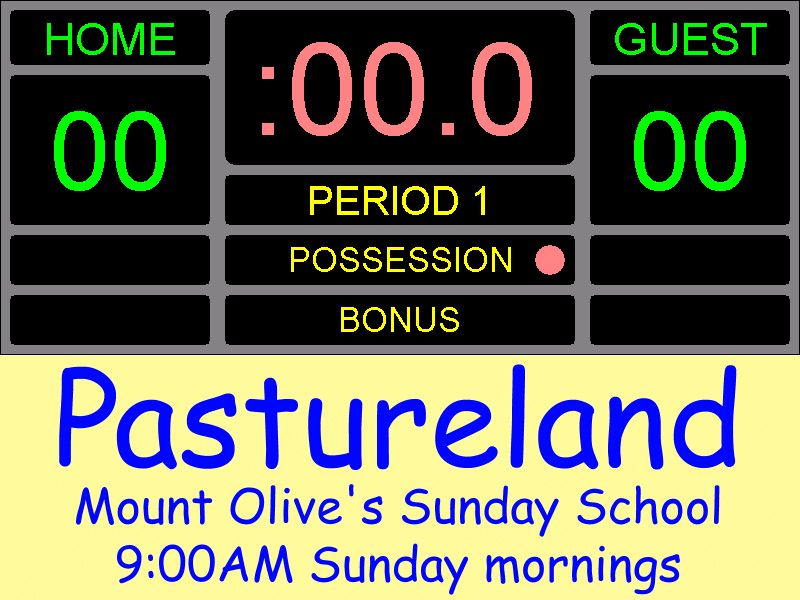 HOME
:00.0
GUEST
00
00
PERIOD 1
POSSESSION
BONUS
Pastureland
Mount Olive's Sunday School
9:00AM Sunday mornings